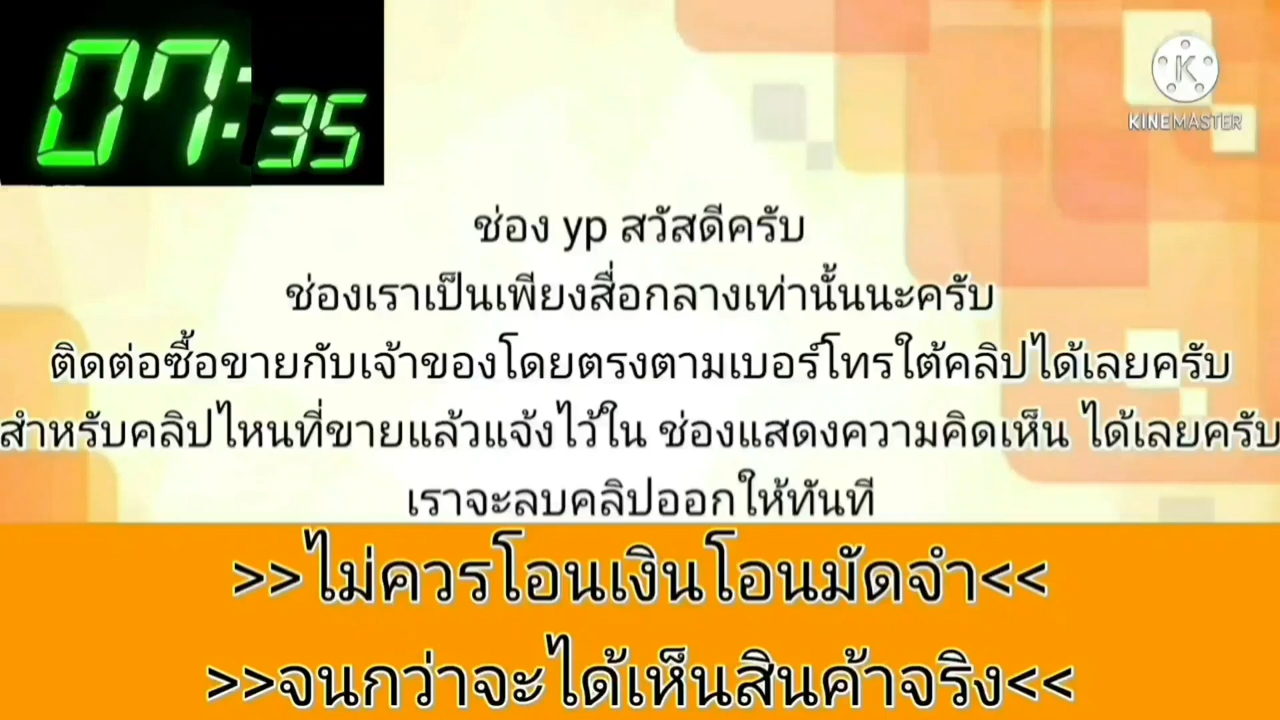 07:35
KINEMASTER
ช่อง yp สวัสดีครับ
ช่องเราเป็นเพียงสื่อกลางเท่านั้นนะครับ
ติดต่อซื้อขายกับเจ้าของโดยตรงตามเบอร์โทรใต้คลิปได้เลยครับ
สำหรับคลิปไหนที่ขายแล้วแจ้งไว้ใน ช่องแสดงความคิดเห็น ได้เลยครับ
เราจะลบคลิปออกให้ทันที
>>ไม่ควรโอนเงินโอนมัดจำ<<
>>จนกว่าจะได้เห็นสินค้าจริง<<